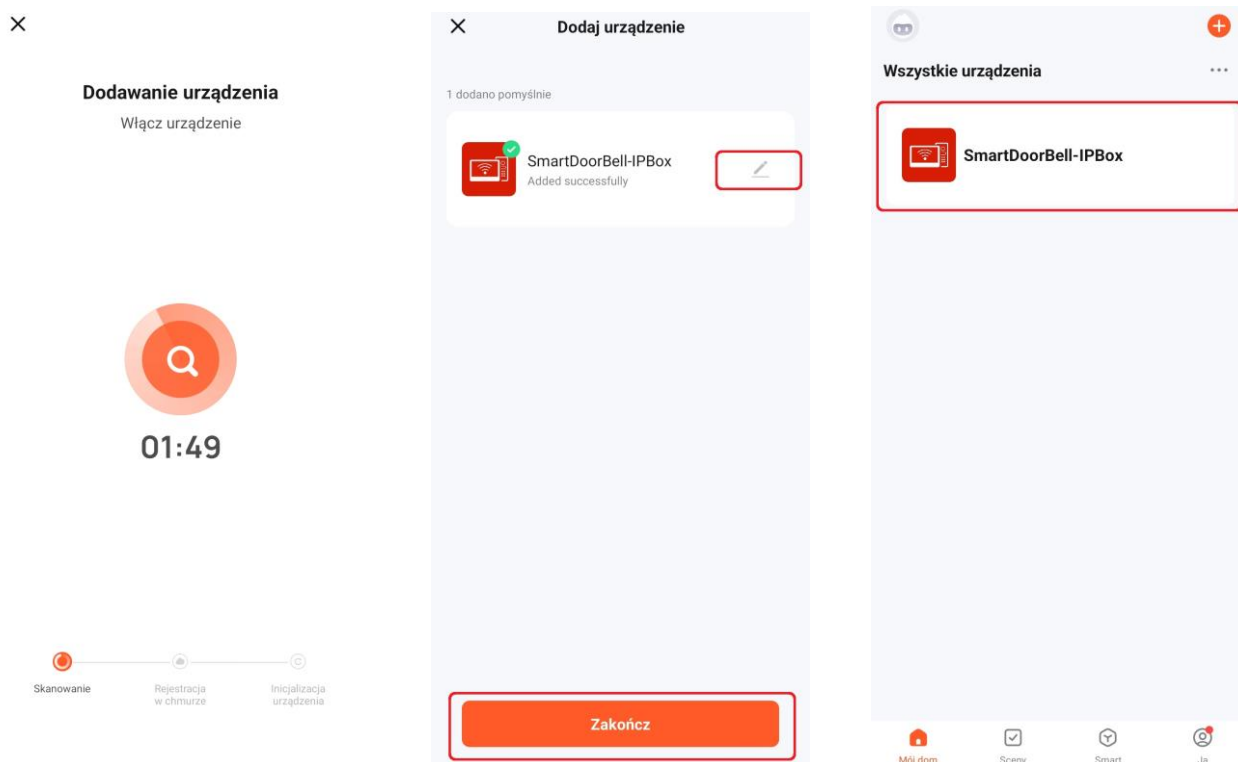 Dodawanie urządzenia
Włącz urządzenie
01:49
Skanowanie
Rejestracja
w chmurze
Inicjalizacja
urządzenia
Dodaj urządzenie
1 dodano pomyślnie
SmartDoorBell-IPBox
Added successfully
Zakończ
Wszystkie urządzenia
SmartDoorBell-IPBox
Mój dom
Sceny
Smart
Ja